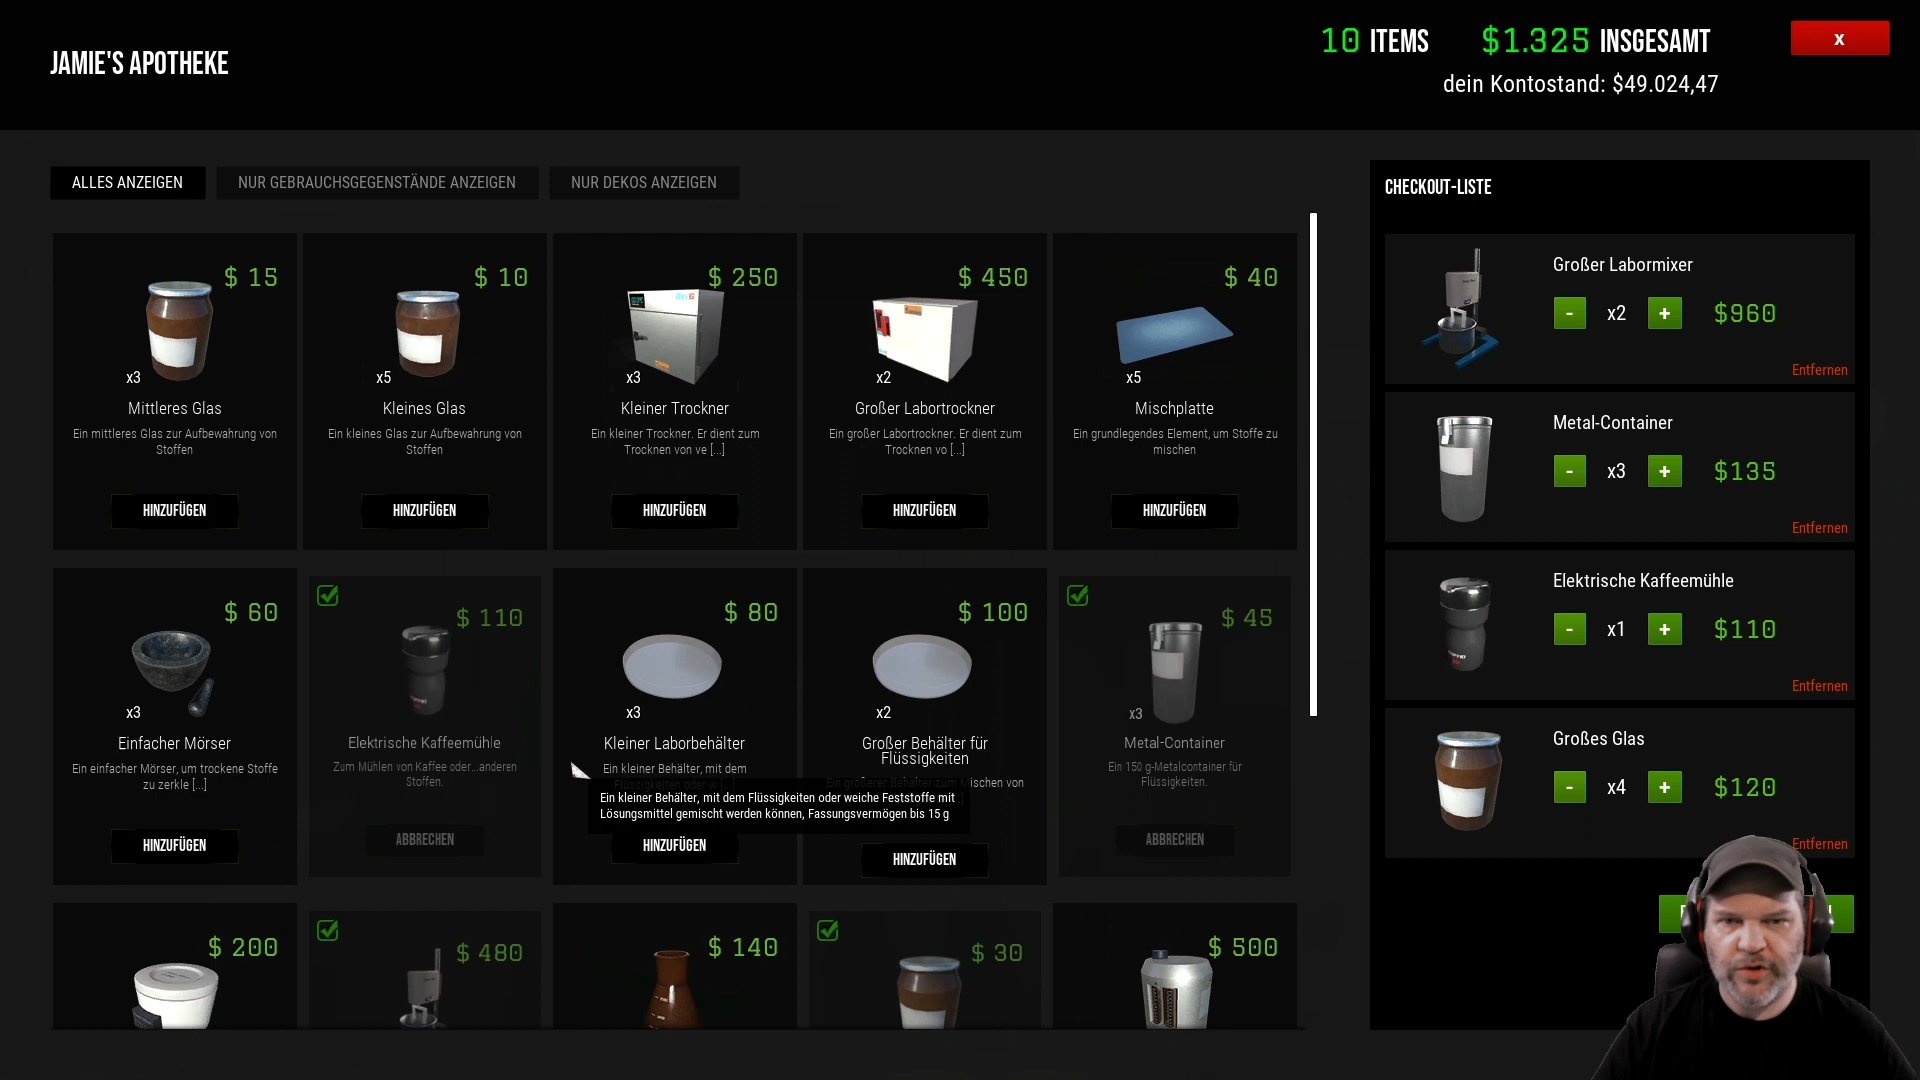 JAMIE'S APOTHEKE
10 ITEMS
$1.325 INSGESAMT
x
dein Kontostand: $49.024,47
ALLES ANZEIGEN
NUR GEBRAUCHSGEGENSTÄNDE ANZEIGEN
NUR DEKOS ANZEIGEN
$ 15
x3
Mittleres Glas
Ein mittleres Glas zur Aufbewahrung von
Stoffen
HINZUFÜGEN
$ 10
x5
Kleines Glas
Ein kleines Glas zur Aufbewahrung von
Stoffen
HINZUFÜGEN
$ 250
x3
Kleiner Trockner
Ein kleiner Trockner. Er dient zum
Trocknen von ve [...]
HINZUFÜGEN
$ 450
x2
Großer Labortrockner
Ein großer Labortrockner. Er dient zum
Trocknen vo [...]
HINZUFÜGEN
$ 40
x5
Mischplatte
Ein grundlegendes Element, um Stoffe zu
mischen
HINZUFÜGEN
$ 60
x3
Einfacher Mörser
Ein einfacher Mörser, um trockene Stoffe
zu zerkle [...]
HINZUFÜGEN
$ 110
Elektrische Kaffeemühle
Zum Mühlen von Kaffee oder...anderen
Stoffen.
ABBRECHEN
$ 80
x3
Kleiner Laborbehälter
Ein kleiner Behälter, mit dem
Flüssigkeiten oder w [...]
HINZUFÜGEN
$ 100
x2
Großer Behälter für
Flüssigkeiten
Ein größerer Behälter zum Mischen von
HINZUFÜGEN
Ein kleiner Behälter, mit dem Flüssigkeiten oder weiche Feststoffe mit
Lösungsmittel gemischt werden können, Fassungsvermögen bis 15 g
$ 45
x3
Metal-Container
Ein 150 g-Metalcontainer für
Flüssigkeiten.
ABBRECHEN
$ 200
$ 480
$ 140
$ 30
$ 500
CHECKOUT-LISTE
Großer Labormixer
- x2 + $960
Entfernen
Metal-Container
- x3 + $135
Entfernen
Elektrische Kaffeemühle
- x1 + $110
Entfernen
Großes Glas
- x4 + $120
Entfernen